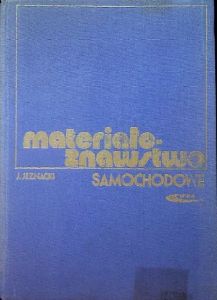 materiało-
znawstwo
SAMOCHODOWE
J. JEZNACKI